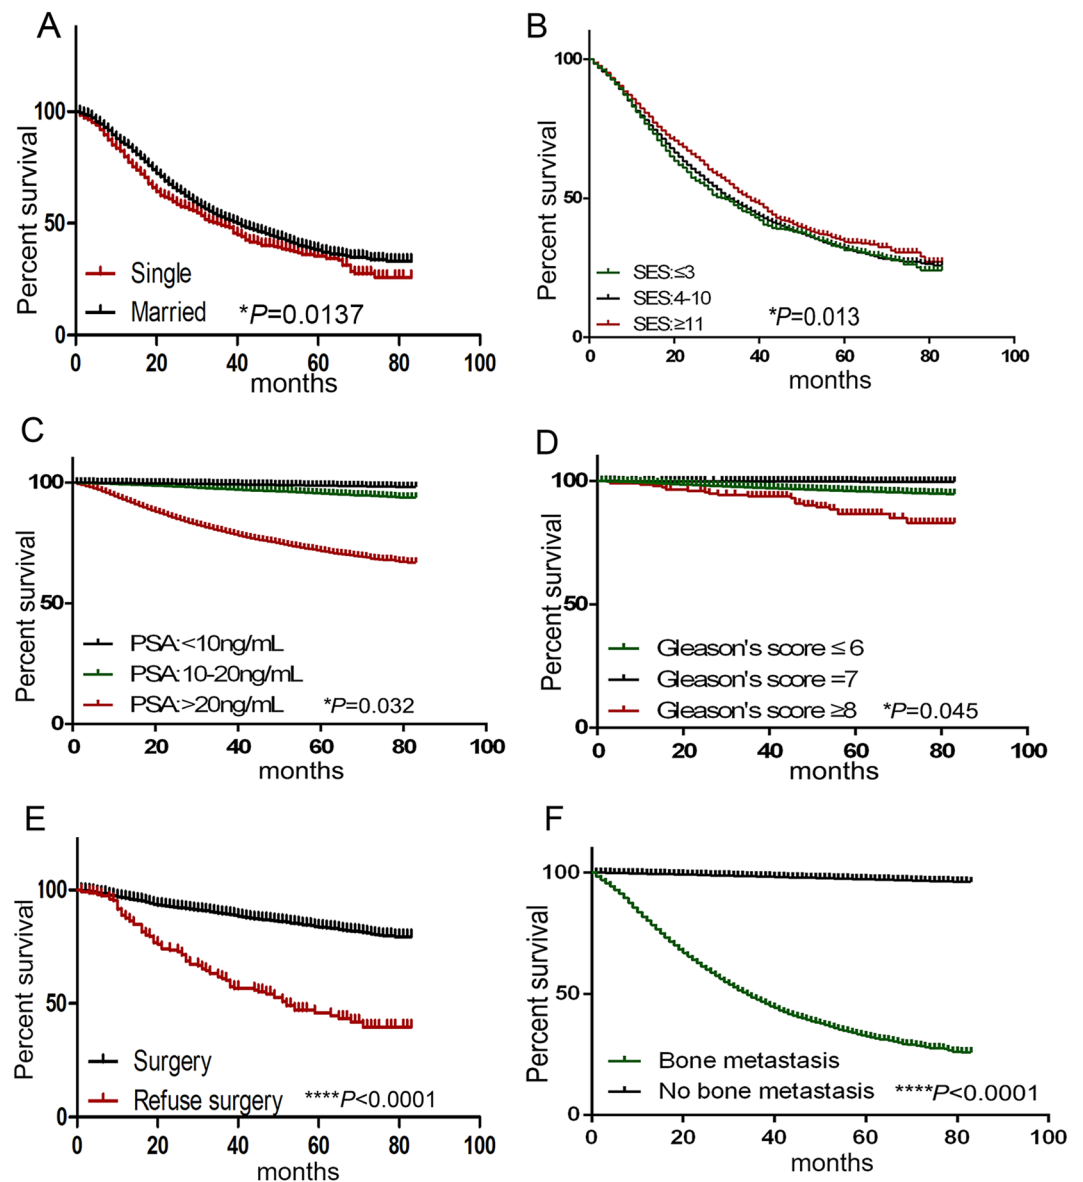 A
Percent survival
100
50
0
Single
Married
*P=0.0137
0 20 40 60 80 100
months
B
Percent survival
100
50
0
SES:≤3
SES:4-10
SES:≥11
*P=0.013
0 20 40 60 80 100
months
C
Percent survival
100
50
0
PSA:<10ng/mL
PSA:10-20ng/mL
PSA:>20ng/mL
*P=0.032
0 20 40 60 80 100
months
D
Percent survival
100
50
0
Gleason's score ≤ 6
Gleason's score =7
Gleason's score ≥8
*P=0.045
0 20 40 60 80 100
months
E
Percent survival
100
50
0
Surgery
Refuse surgery
****P<0.0001
0 20 40 60 80 100
months
F
Percent survival
100
50
0
Bone metastasis
No bone metastasis
****P<0.0001
0 20 40 60 80 100
months